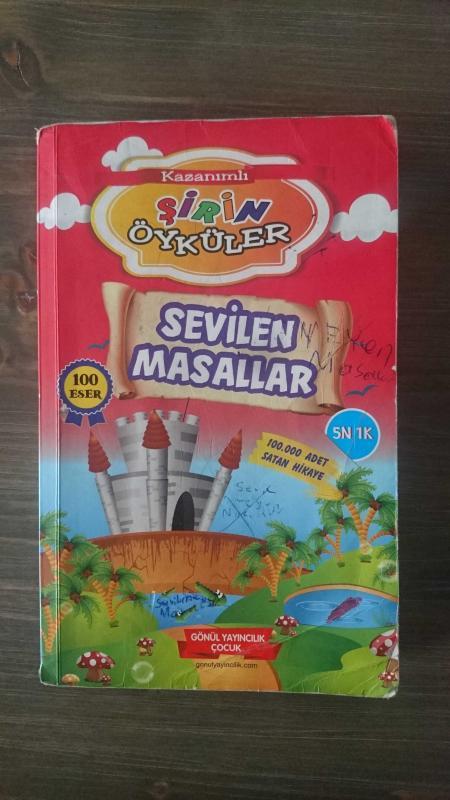 Kazanımlı
ŞİRİN
ÖYKÜLER
SEVİLEN
MASALLAR
100
ESER
5N 1K
100.000 ADET
SATAN HİKAYE
GÖNÜL YAYINCILIK
ÇOCUK
gonulyayincilik.com